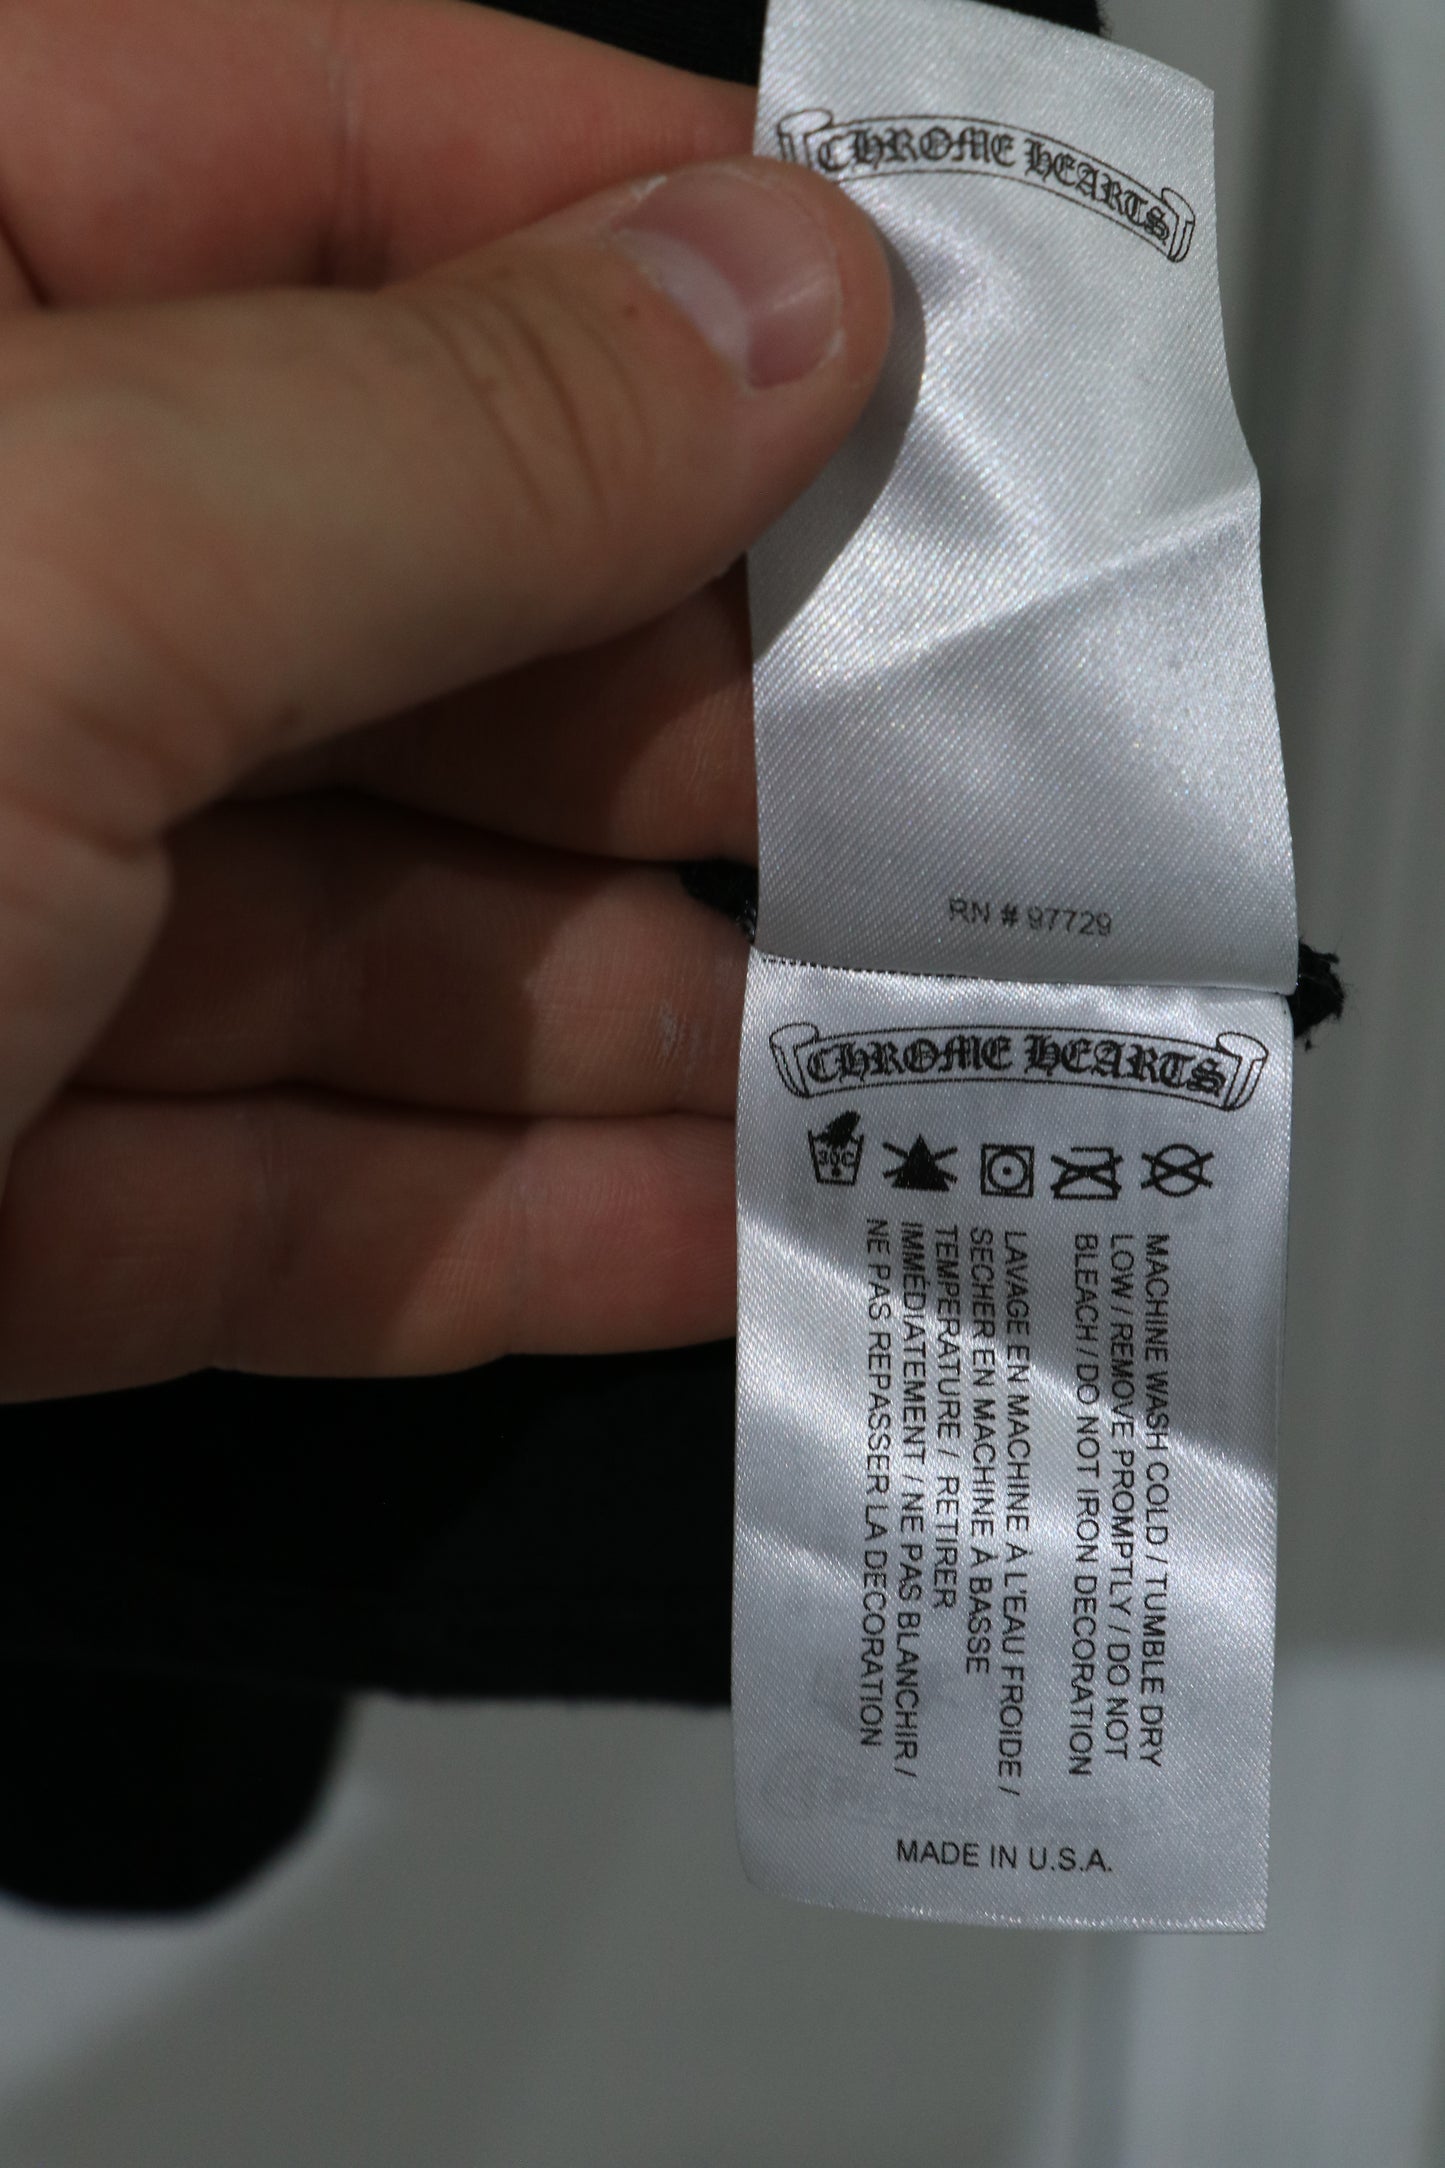 CHROME HEARTS
RN # 97729
CHROME HEARTS
30C
MACHINE WASH COLD / TUMBLE DRY
LOW / REMOVE PROMPTLY / DO NOT
BLEACH / DO NOT IRON DECORATION
LAVAGE EN MACHINE À L'EAU FROIDE /
SECHER EN MACHINE À BASSE
TEMPERATURE / RETIRER
IMMÉDIATEMENT / NE PAS BLANCHIR /
NE PAS REPASSER LA DECORATION
MADE IN U.S.A.